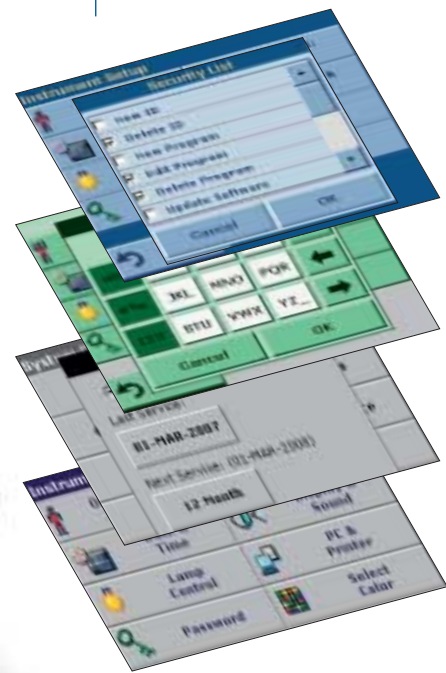 Instrument Setup
Security List
New ID
Delete ID
New Program
Edit Program
Delete Program
Update Software
Cancel
OK
JKL
MNO
PQR
STU
VWX
YZ_
Cancel
OK
Last Service:
01-MAR-2007
Next Service: (01-MAR-2008)
12 Month
Time
Sound
Lamp
Control
PC &
Printer
Password
Select
Color